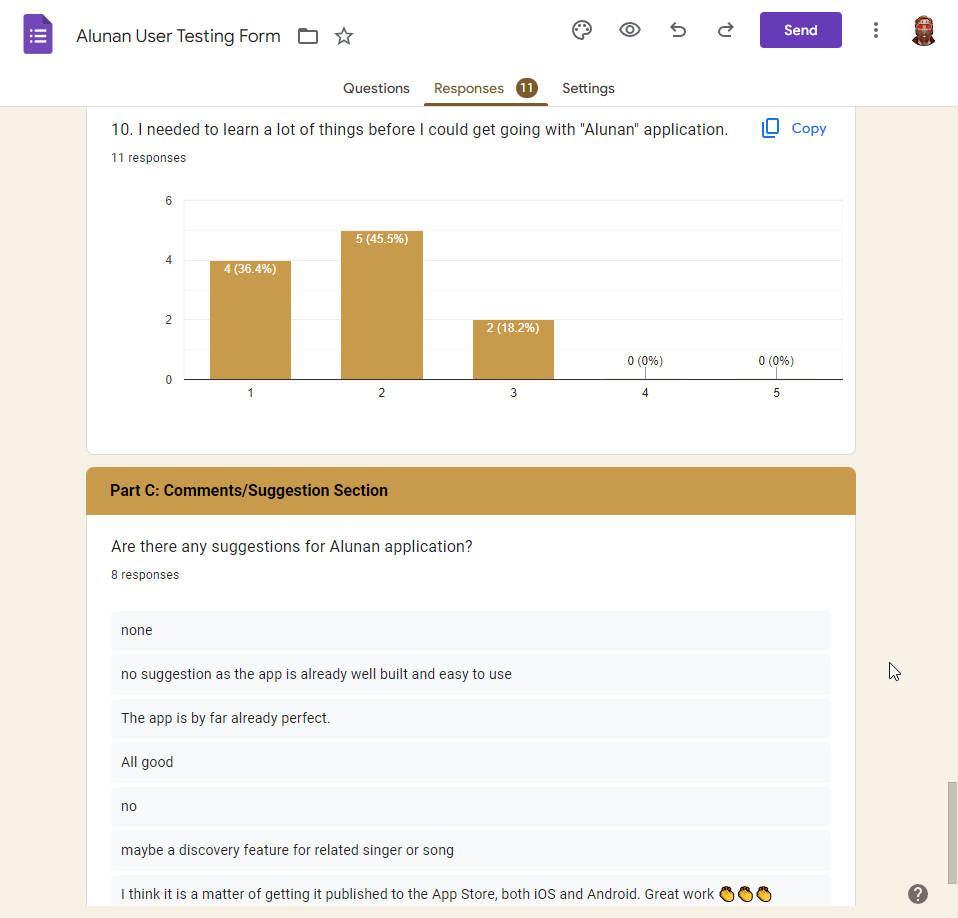 Alunan User Testing Form
Send
Questions
Responses 11
Settings
10. I needed to learn a lot of things before I could get going with "Alunan" application.
Copy
11 responses
6
4
2
0
4 (36.4%)
5 (45.5%)
2 (18.2%)
0 (0%)
0 (0%)
1
2
3
4
5
Part C: Comments/Suggestion Section
Are there any suggestions for Alunan application?
8 responses
none
no suggestion as the app is already well built and easy to use
The app is by far already perfect.
All good
no
maybe a discovery feature for related singer or song
I think it is a matter of getting it published to the App Store, both iOS and Android. Great work 👏👏👏
?